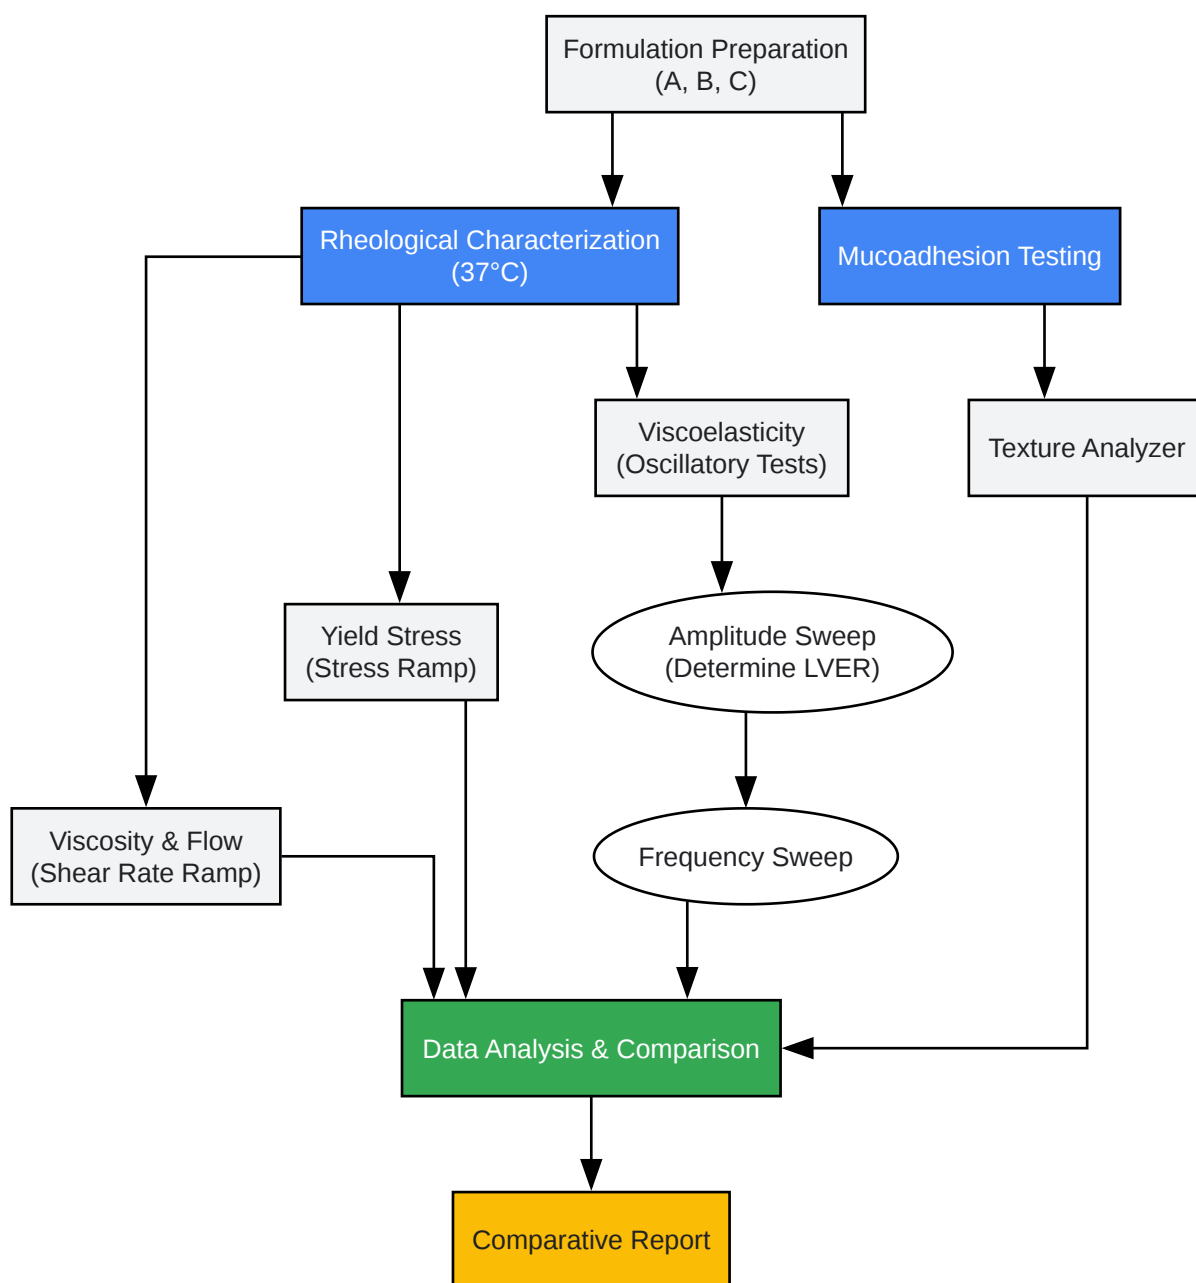 Formulation Preparation
(A, B, C)
Rheological Characterization
(37°C)
Mucoadhesion Testing
Viscoelasticity
(Oscillatory Tests)
Texture Analyzer
Yield Stress
(Stress Ramp)
Amplitude Sweep
(Determine LVER)
Viscosity & Flow
(Shear Rate Ramp)
Frequency Sweep
Data Analysis & Comparison
Comparative Report